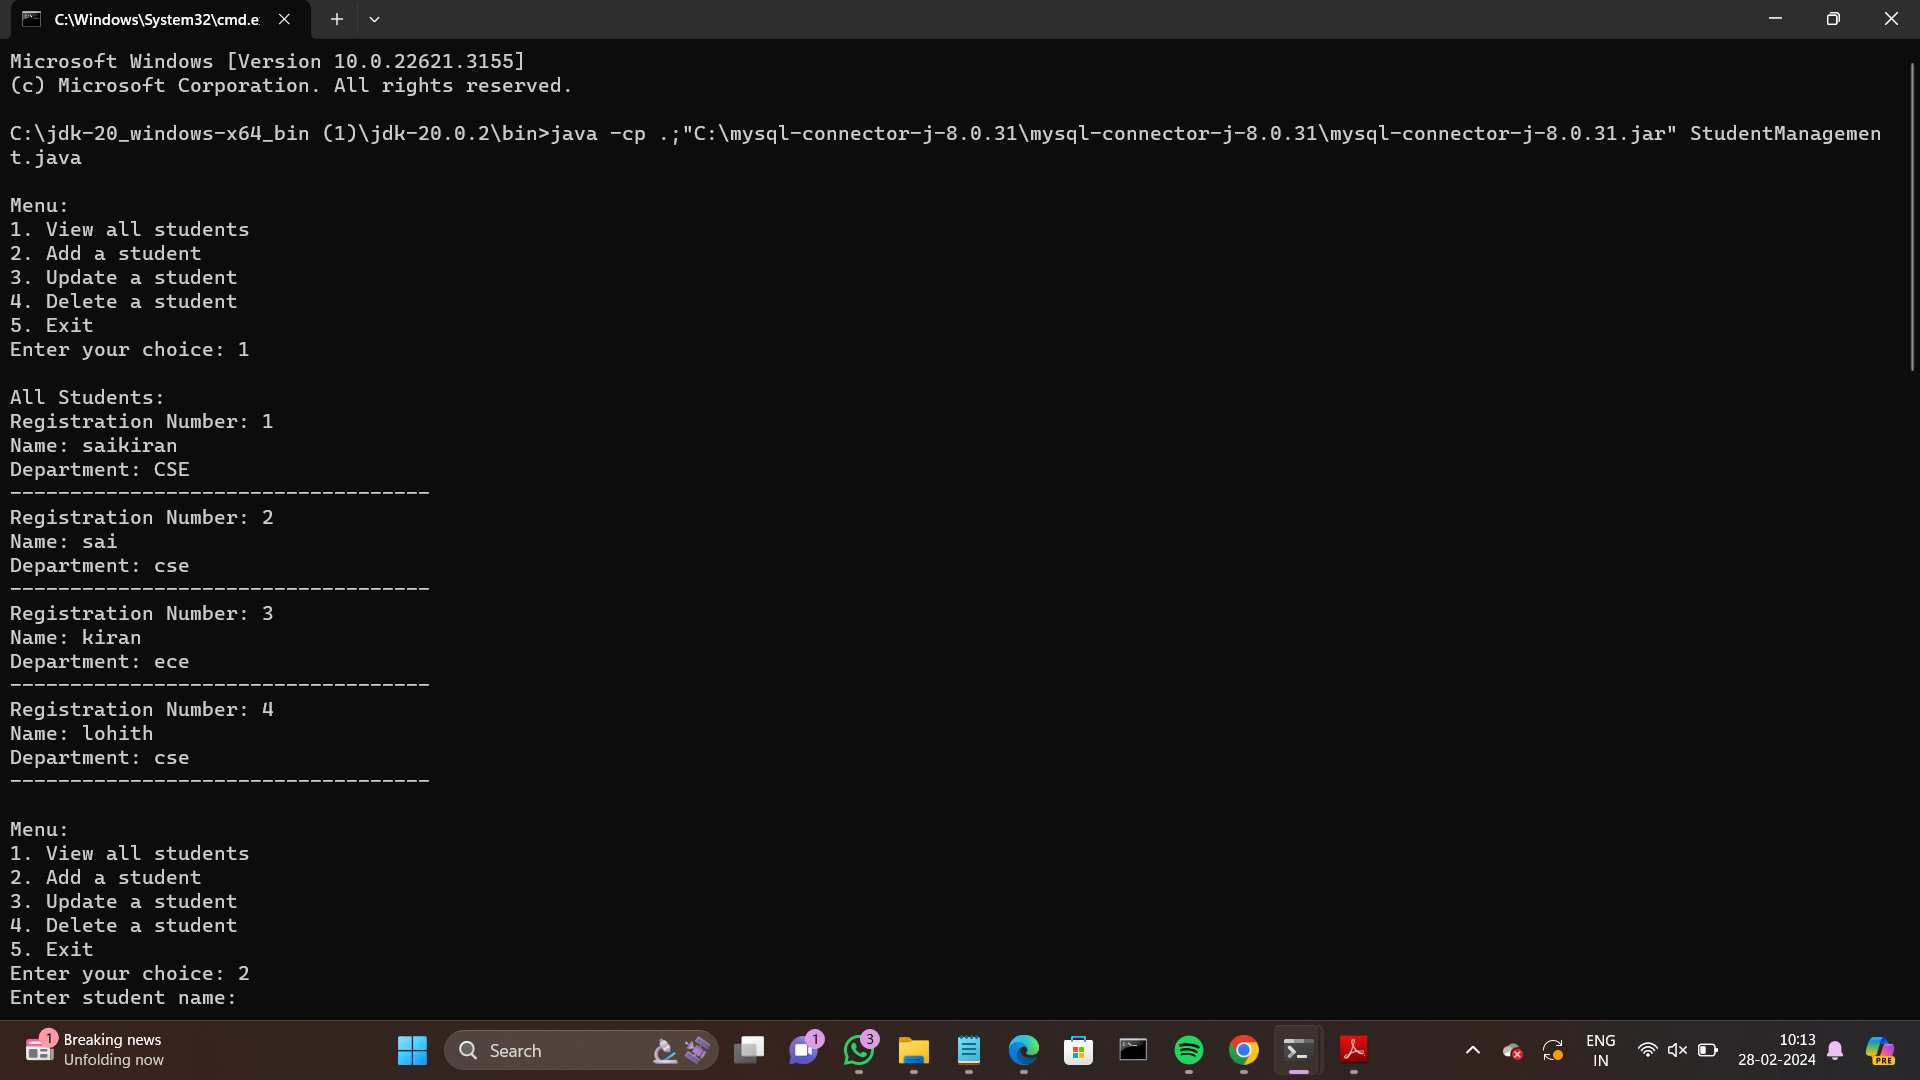 C:\Windows\System32\cmd.e
Microsoft Windows [Version 10.0.22621.3155]
(c) Microsoft Corporation. All rights reserved.
C:\jdk-20_windows-x64_bin (1)\jdk-20.0.2\bin>java -cp .;"C:\mysql-connector-j-8.0.31\mysql-connector-j-8.0.31\mysql-connector-j-8.0.31.jar" StudentManagemen
t.java
Menu:
1. View all students
2. Add a student
3. Update a student
4. Delete a student
5. Exit
Enter your choice: 1
All Students:
Registration Number: 1
Name: saikiran
Department: CSE
-----------------------------------
Registration Number: 2
Name: sai
Department: cse
-----------------------------------
Registration Number: 3
Name: kiran
Department: ece
-----------------------------------
Registration Number: 4
Name: lohith
Department: cse
-----------------------------------
Menu:
1. View all students
2. Add a student
3. Update a student
4. Delete a student
5. Exit
Enter your choice: 2
Enter student name:
1
Breaking news
Unfolding now
Search
1
3
ENG
IN
10:13
28-02-2024
PRE